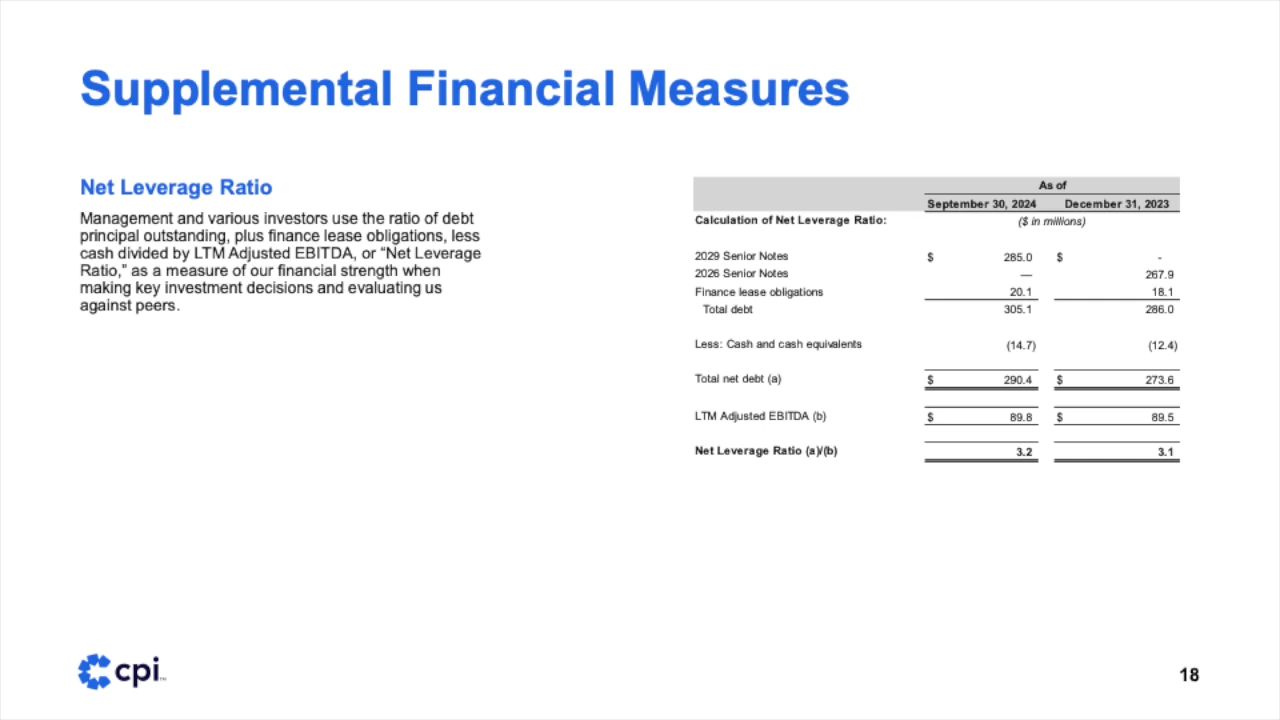 Supplemental Financial Measures
Net Leverage Ratio
Management and various investors use the ratio of debt
principal outstanding, plus finance lease obligations, less
cash divided by LTM Adjusted EBITDA, or “Net Leverage
Ratio,” as a measure of our financial strength when
making key investment decisions and evaluating us
against peers.
As of
September 30, 2024 December 31, 2023
Calculation of Net Leverage Ratio: ($ in millions)
2029 Senior Notes $ 285.0 $ -
2026 Senior Notes — 267.9
Finance lease obligations 20.1 18.1
Total debt 305.1 286.0
Less: Cash and cash equivalents (14.7) (12.4)
Total net debt (a) $ 290.4 $ 273.6
LTM Adjusted EBITDA (b) $ 89.8 $ 89.5
Net Leverage Ratio (a)/(b) 3.2 3.1
cpi
18